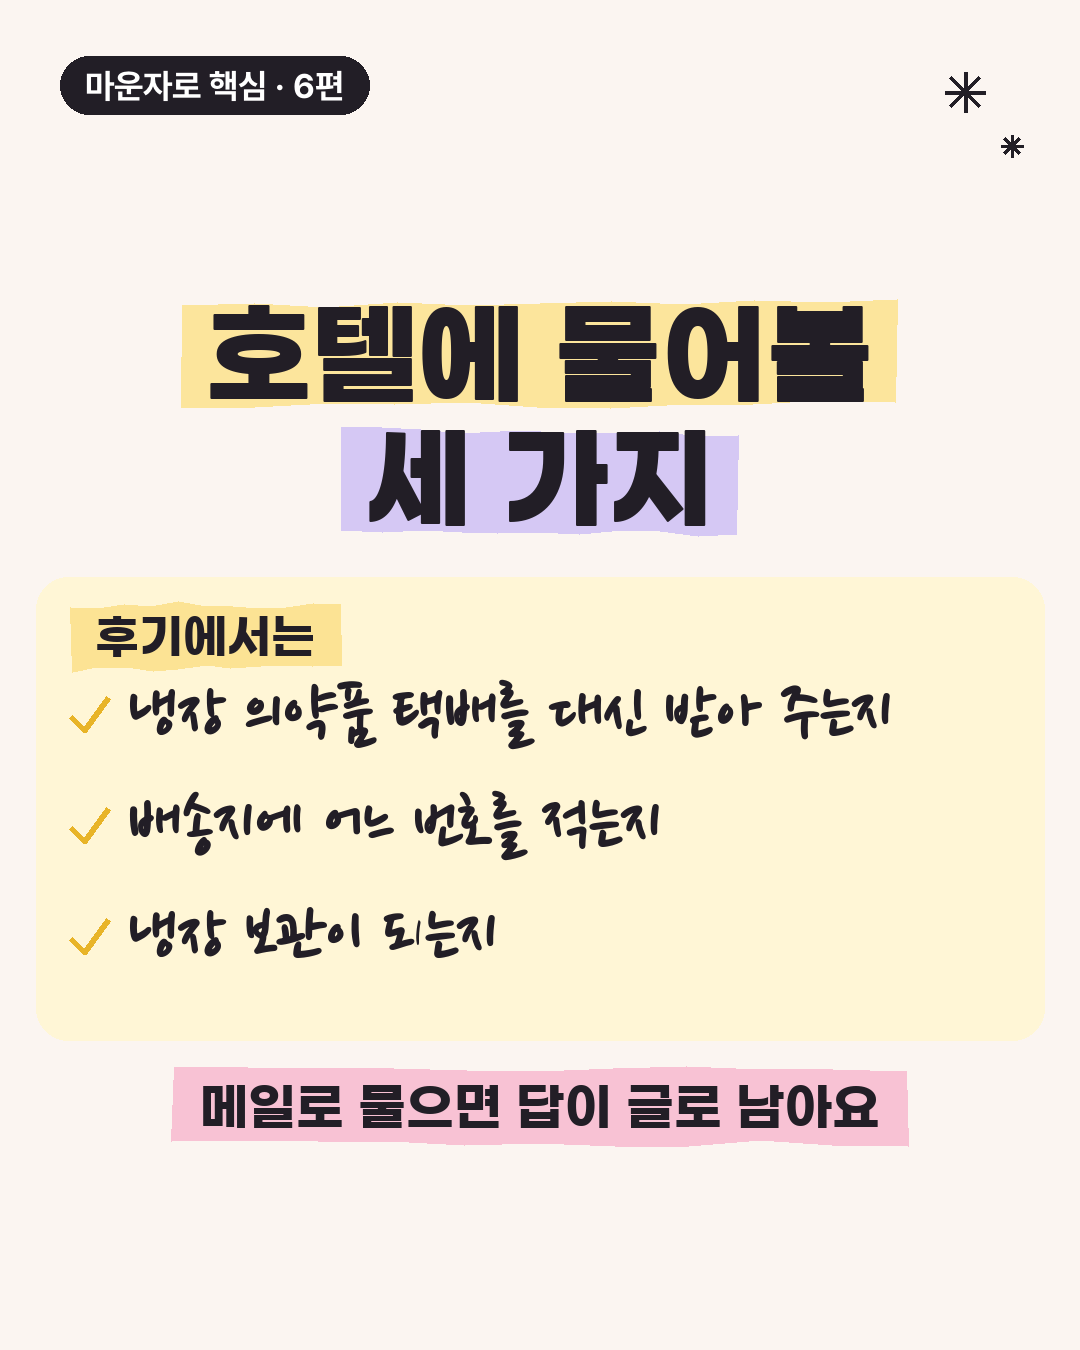 마운자로 핵심 · 6편
호텔에 물어볼
세 가지
후기에서는
냉장 의약품 택배를 대신 받아 주는지
배송지에 어느 번호를 적는지
냉장 보관이 되는지
메일로 물으면 답이 글로 남아요